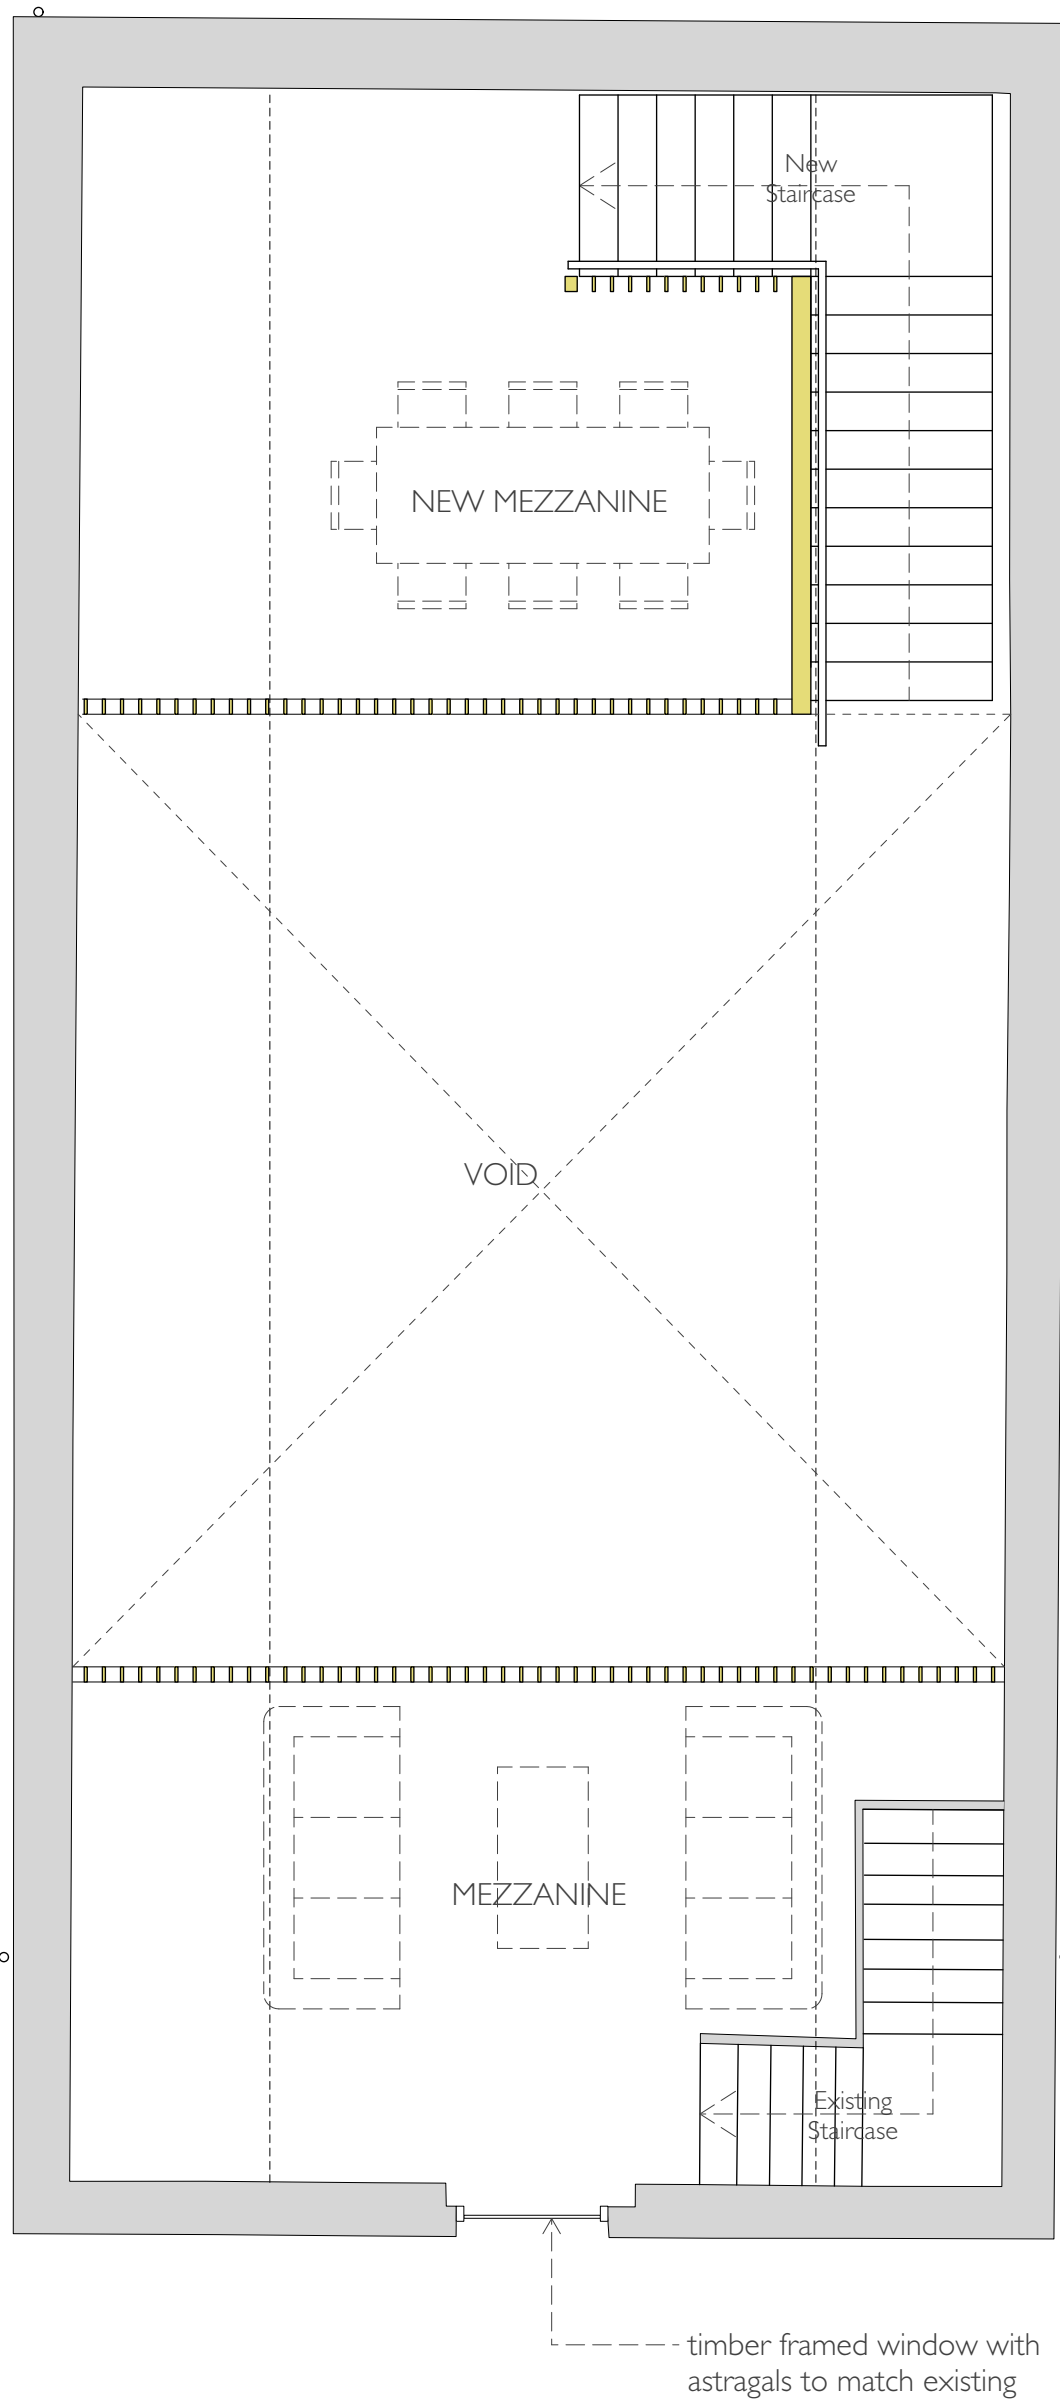 New
Staircase
NEW MEZZANINE
VOID
MEZZANINE
Existing
Staircase
timber framed window with
astragals to match existing